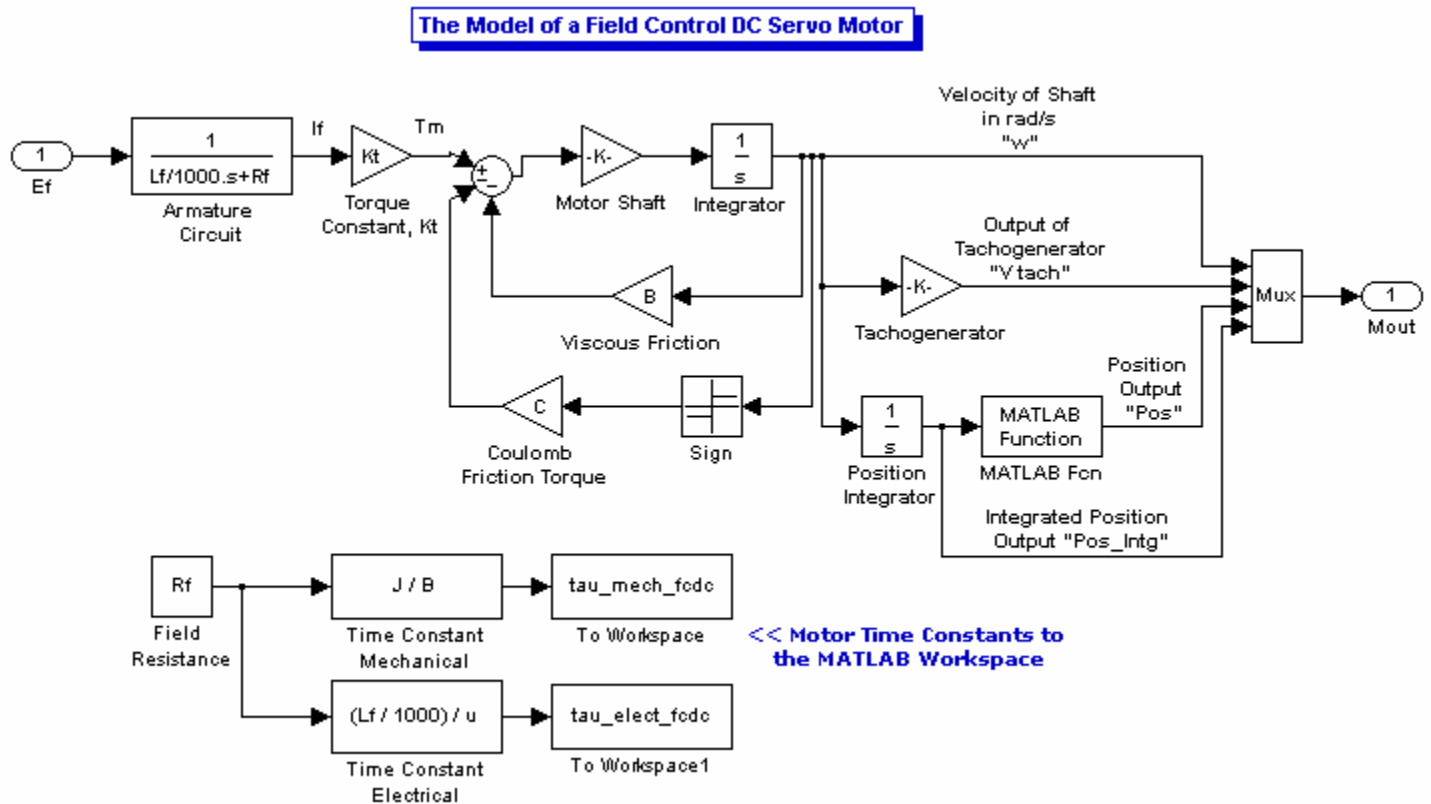 The Model of a Field Control DC Servo Motor
1
Ef
1
Lf/1000.s+Rf
Armature
Circuit
If
Kt
Torque
Constant, Kt
Tm
+
−
−
-K-
Motor Shaft
1
s
Integrator
Velocity of Shaft
in rad/s
"w"
B
Viscous Friction
C
Coulomb
Friction Torque
Sign
Output of
Tachogenerator
"Vtach"
-K-
Tachogenerator
1
s
Position
Integrator
MATLAB
Function
MATLAB Fcn
Position
Output
"Pos"
Integrated Position
Output "Pos_Intg"
Mux
1
Mout
Rf
Field
Resistance
J / B
Time Constant
Mechanical
tau_mech_fcdc
To Workspace
<< Motor Time Constants to
the MATLAB Workspace
(Lf / 1000) / u
Time Constant
Electrical
tau_elect_fcdc
To Workspace1